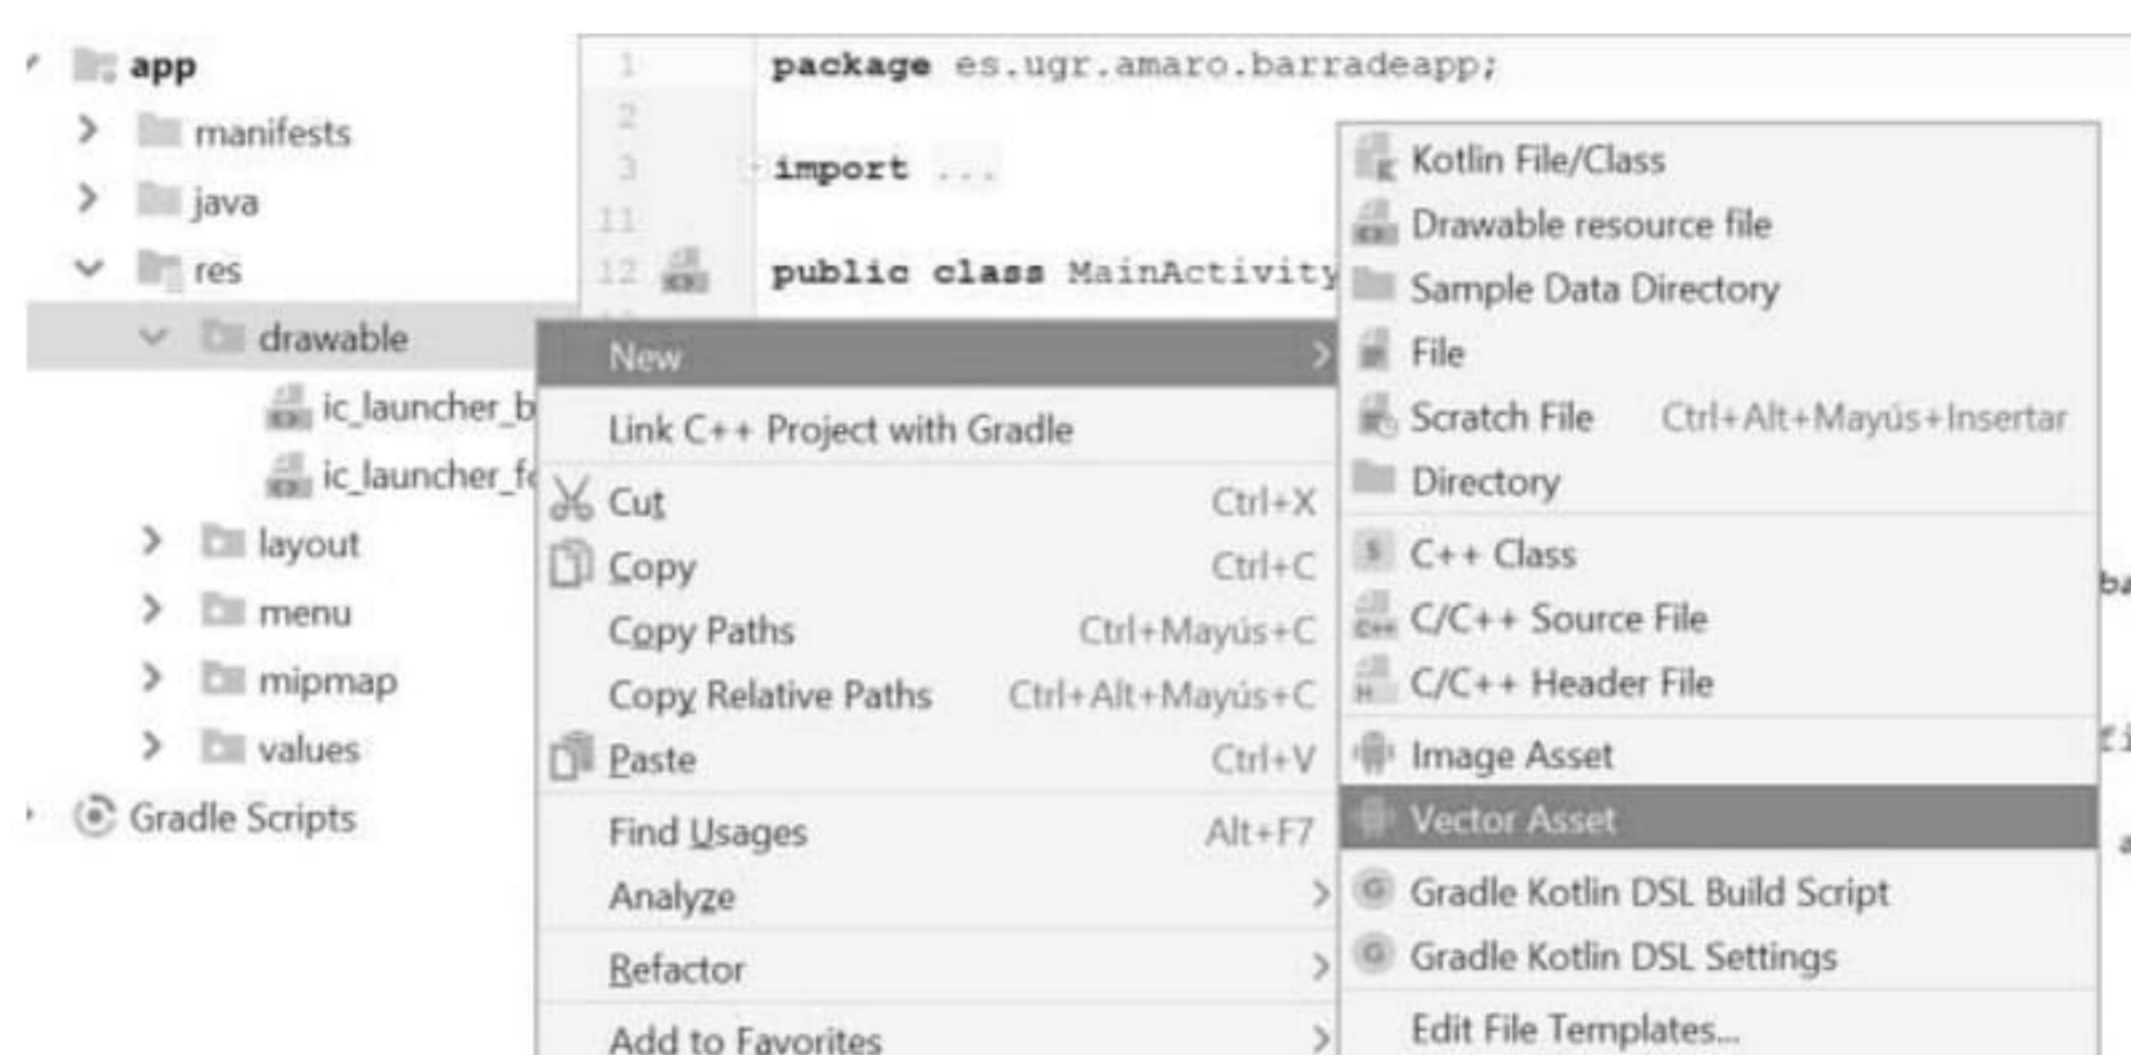 app
manifests
java
res
drawable
ic_launcher_b
ic_launcher_fo
layout
menu
mipmap
values
Gradle Scripts
1 package es.ugr.amaro.barradeapp;
2
3 import ...
11
12 public class MainActivity
New
Link C++ Project with Gradle
Cut Ctrl+X
Copy Ctrl+C
Copy Paths Ctrl+Mayús+C
Copy Relative Paths Ctrl+Alt+Mayús+C
Paste Ctrl+V
Find Usages Alt+F7
Analyze
Refactor
Add to Favorites
Kotlin File/Class
Drawable resource file
Sample Data Directory
File
Scratch File Ctrl+Alt+Mayús+Insertar
Directory
C++ Class
C/C++ Source File
C/C++ Header File
Image Asset
Vector Asset
Gradle Kotlin DSL Build Script
Gradle Kotlin DSL Settings
Edit File Templates...